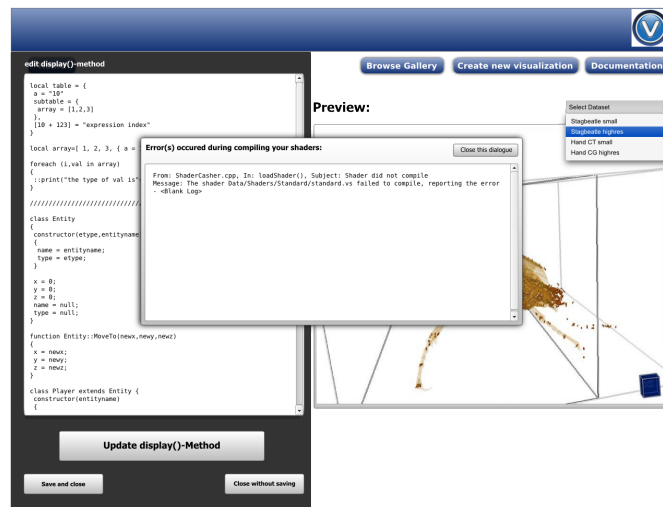 V
edit display()-method
Browse Gallery
Create new visualization
Documentation
local table = {
a = "10"
subtable = {
array = [1,2,3]
},
[10 + 123] = "expression index"
}
local array=[ 1, 2, 3, { a =
foreach (i,val in array)
{
::print("the type of val is"
}
////////////////////////////
class Entity
{
constructor(etype,entityname
{
name = entityname;
type = etype;
}
x = 0;
y = 0;
z = 0;
name = null;
type = null;
}
function Entity::MoveTo(newx,newy,newz)
{
x = newx;
y = newy;
z = newz;
}
class Player extends Entity {
constructor(entityname)
{
Update display()-Method
Save and close
Close without saving
Preview:
Select Dataset
Stagbeatle small
Stagbeatle highres
Hand CT small
Hand CG highres
Error(s) occured during compiling your shaders:
Close this dialogue
From: ShaderCasher.cpp, In: loadShader(), Subject: Shader did not compile
Message: The shader Data/Shaders/Standard/standard.vs failed to compile, reporting the error
- <Blank Log>